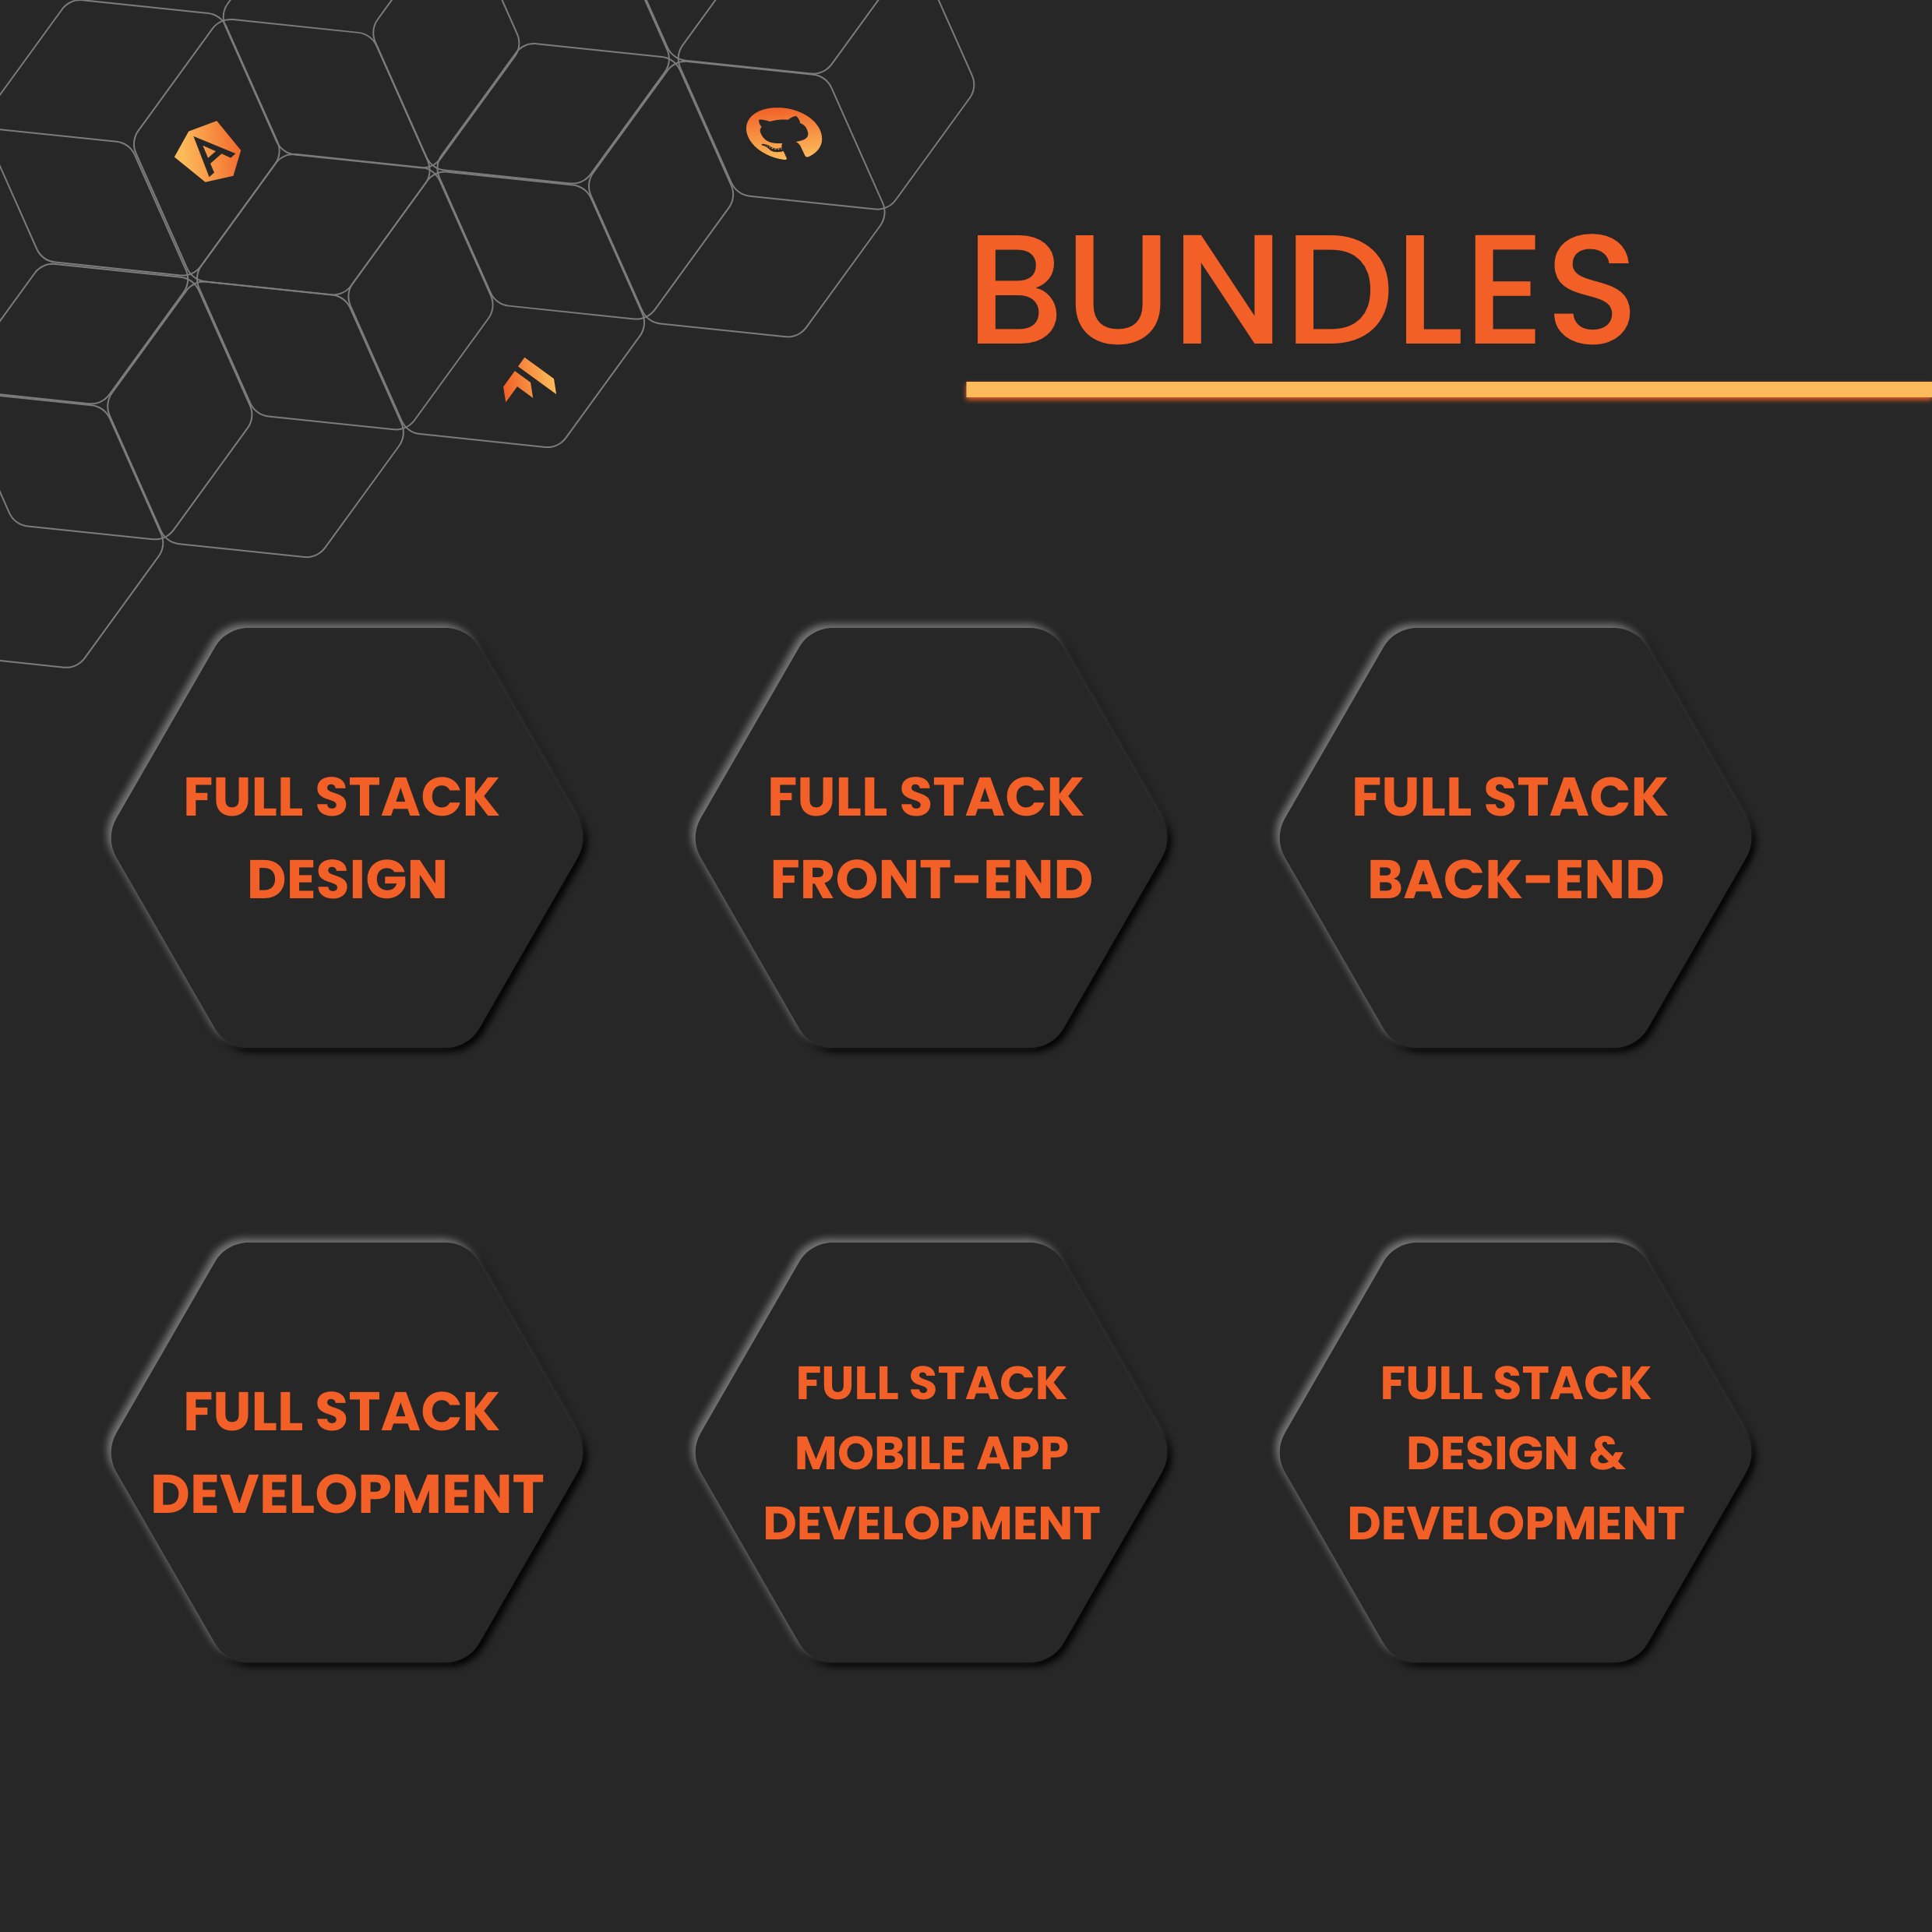 BUNDLES
FULL STACK
DESIGN
FULL STACK
FRONT-END
FULL STACK
BACK-END
FULL STACK
DEVELOPMENT
FULL STACK
MOBILE APP
DEVELOPMENT
FULL STACK
DESIGN &
DEVELOPMENT